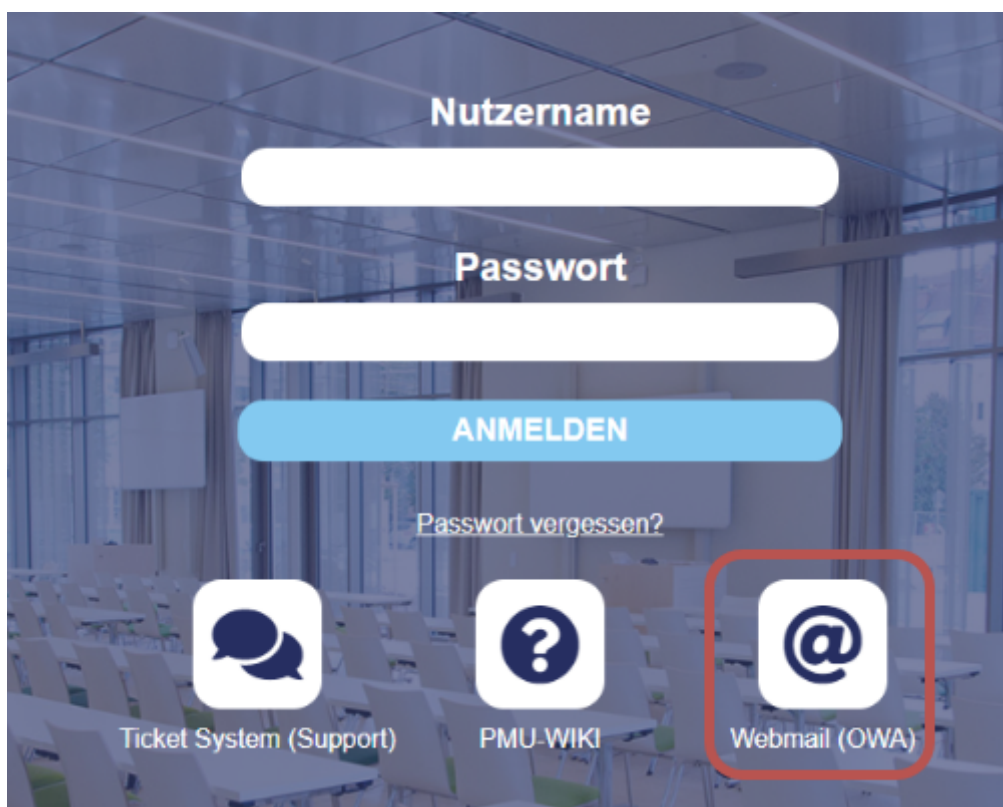 Nutzername
Passwort
ANMELDEN
Passwort vergessen?
Ticket System (Support) PMU-WIKI Webmail (OWA)